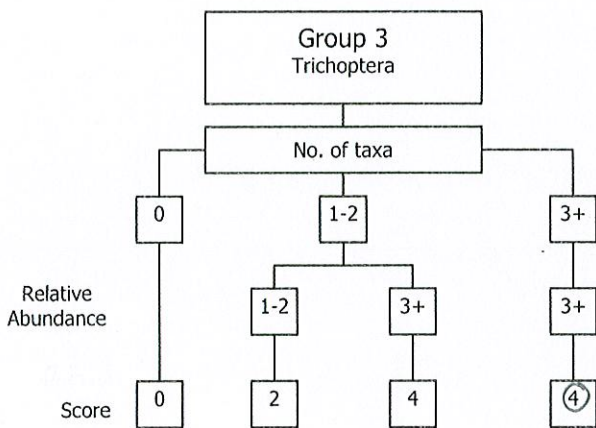 Group 3
Trichoptera
No. of taxa
0 1-2 3+
Relative
Abundance
1-2 3+ 3+
Score 0 2 4 4